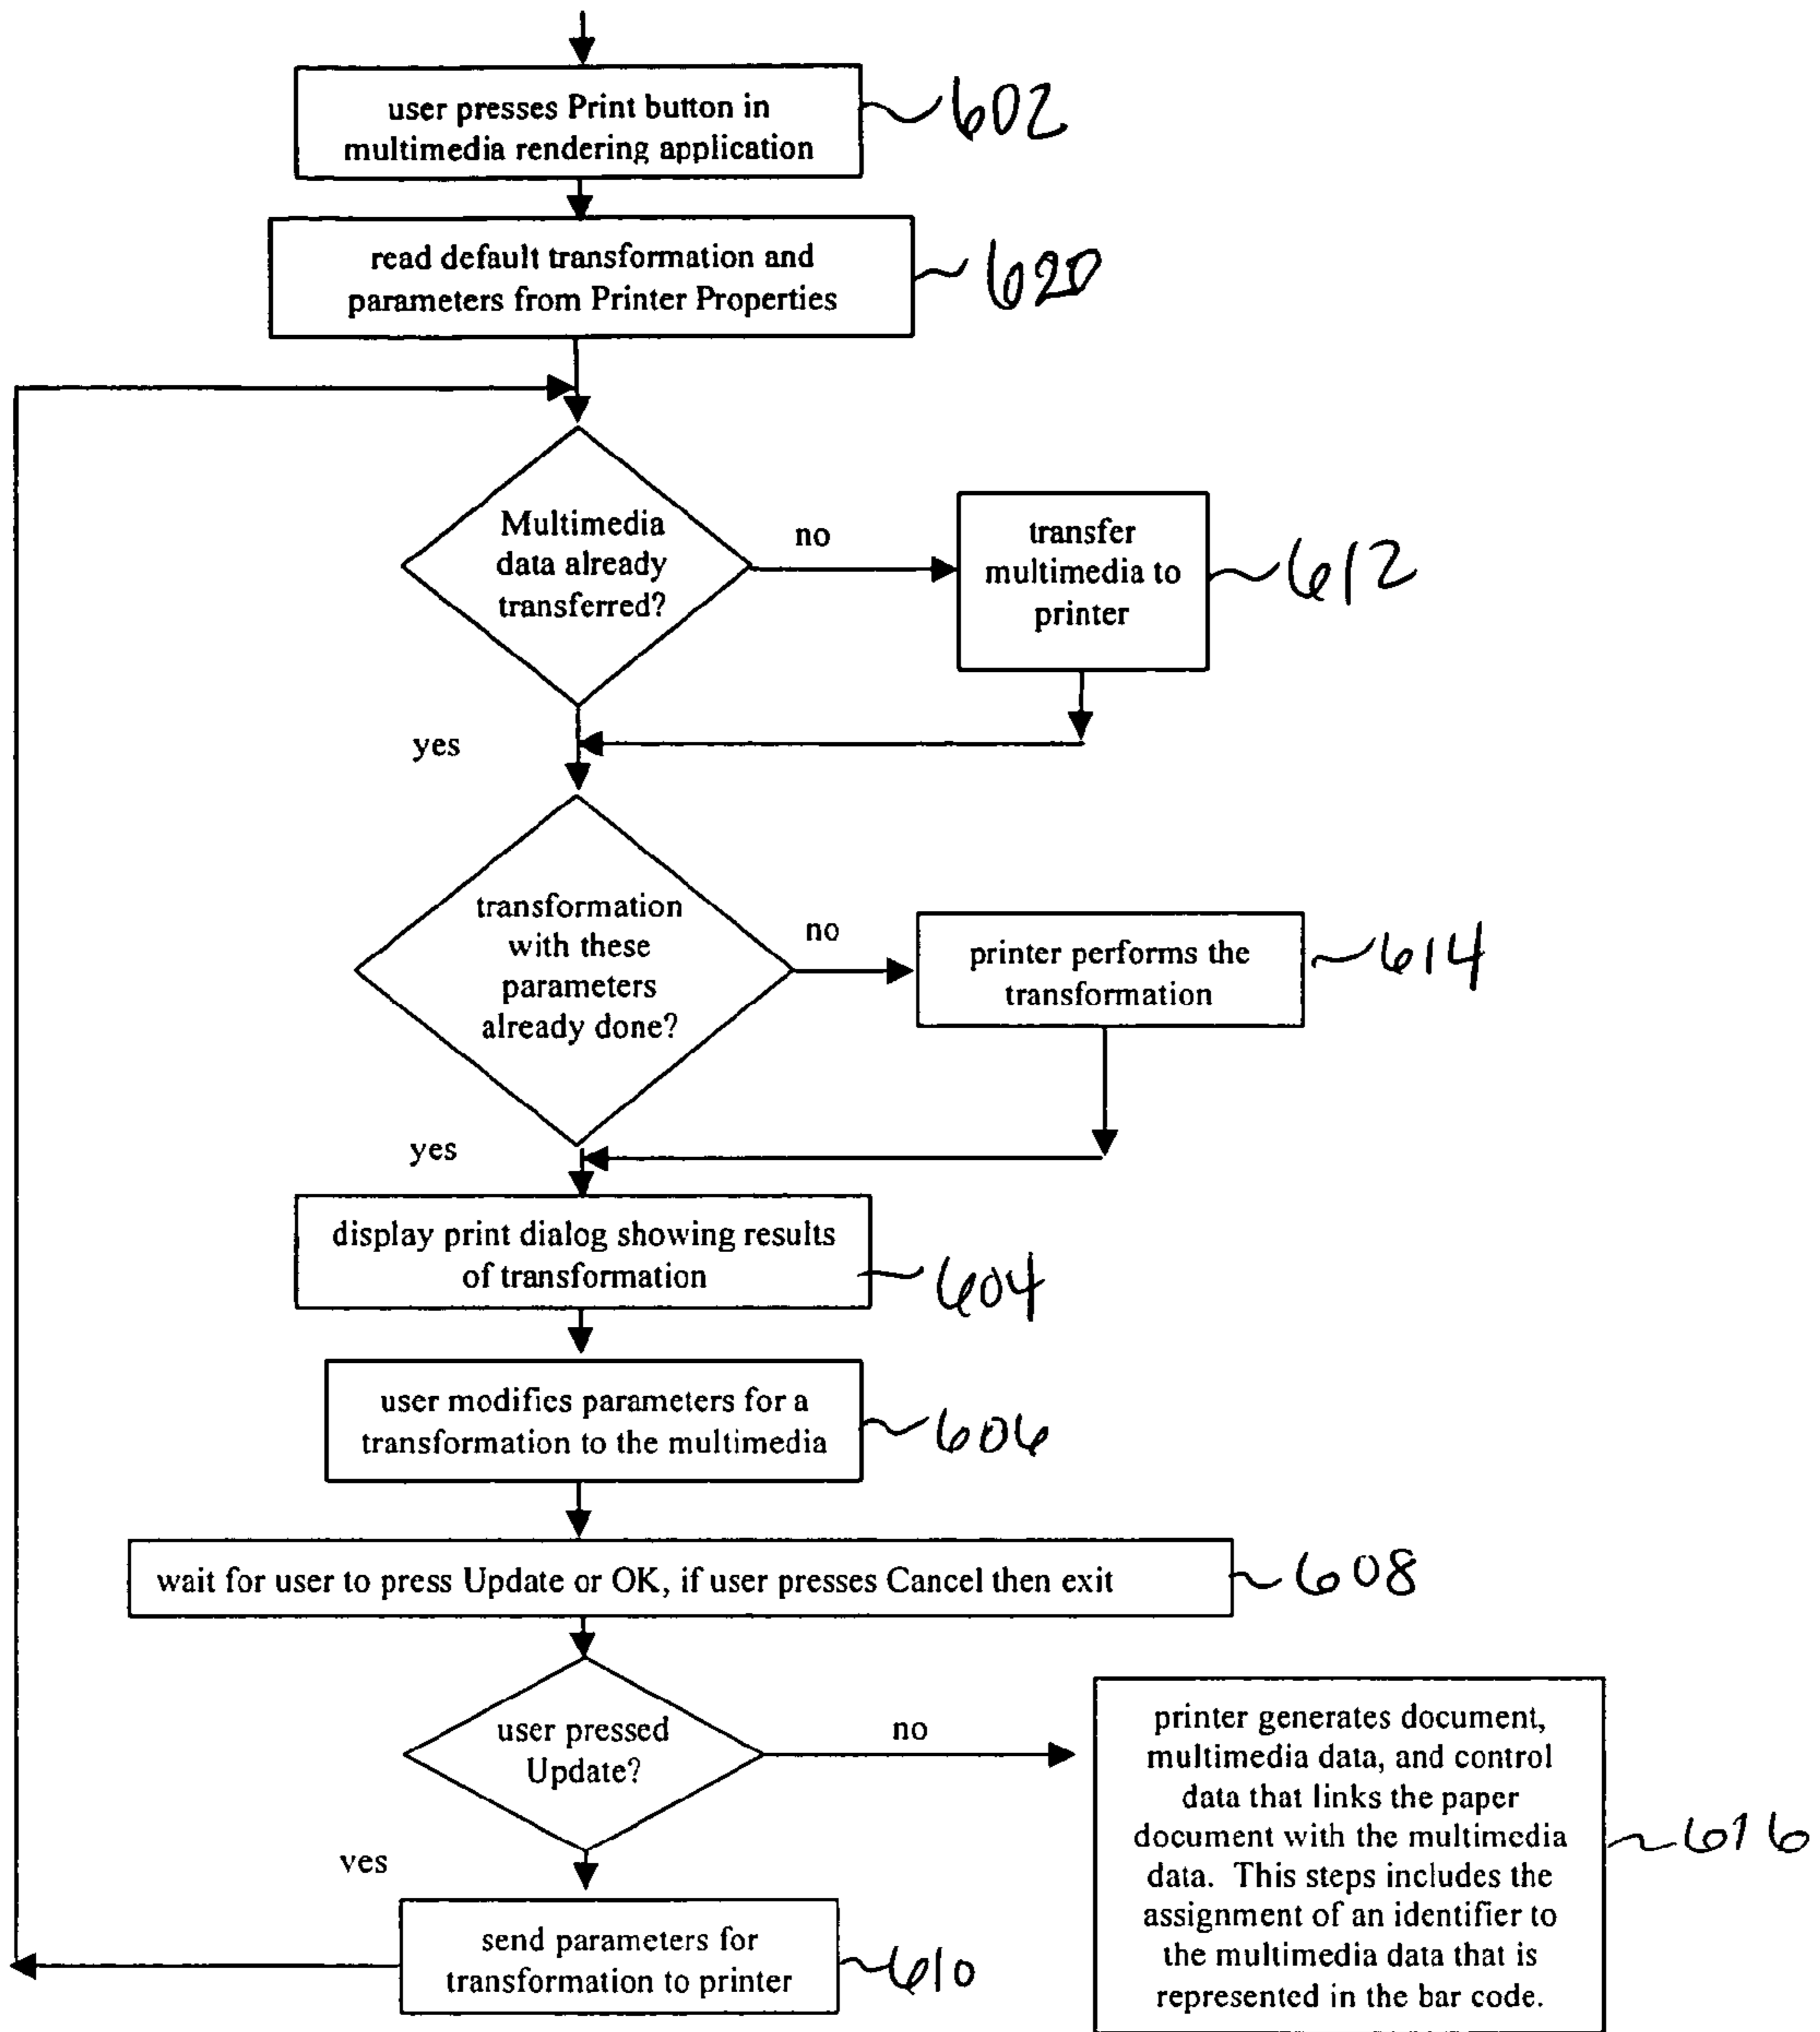 user presses Print button in
multimedia rendering application
602
read default transformation and
parameters from Printer Properties
620
Multimedia
data already
transferred?
no
transfer
multimedia to
printer
612
yes
transformation
with these
parameters
already done?
no
printer performs the
transformation
614
yes
display print dialog showing results
of transformation
604
user modifies parameters for a
transformation to the multimedia
606
wait for user to press Update or OK, if user presses Cancel then exit
608
user pressed
Update?
no
printer generates document,
multimedia data, and control
data that links the paper
document with the multimedia
data. This steps includes the
assignment of an identifier to
the multimedia data that is
represented in the bar code.
616
yes
send parameters for
transformation to printer
610